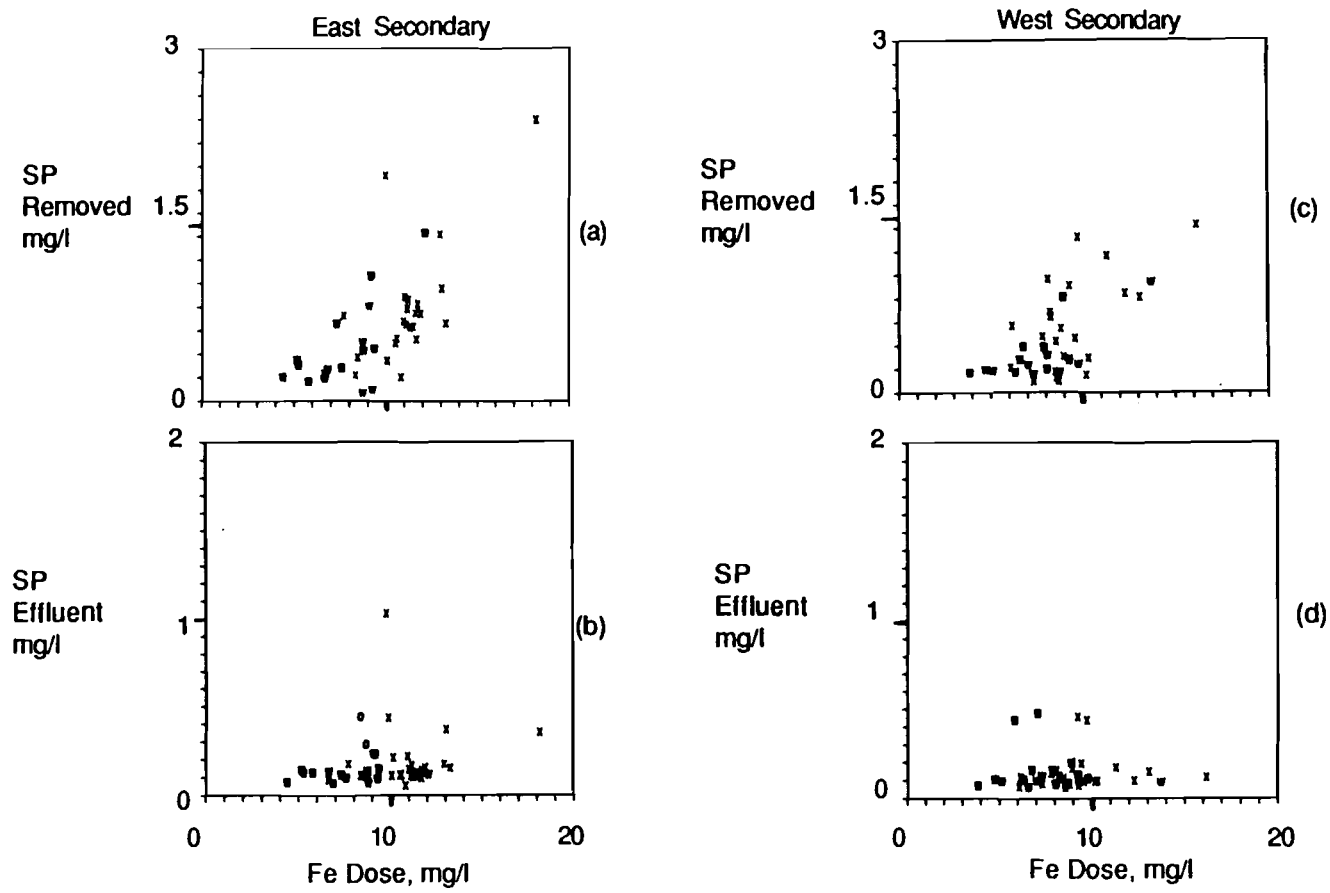 East Secondary
3
SP
Removed
mg/l
1.5
0
(a)
West Secondary
3
SP
Removed
mg/l
1.5
0
(c)
2
SP
Effluent
mg/l
1
0
(b)
0
10
20
Fe Dose, mg/l
2
SP
Effluent
mg/l
1
0
(d)
0
10
20
Fe Dose, mg/l